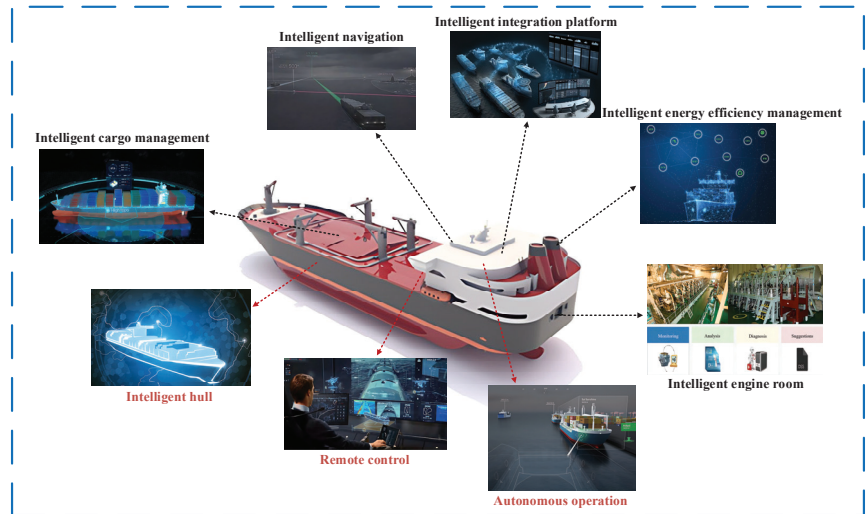 Intelligent integration platform
Intelligent navigation
Intelligent energy efficiency management
Intelligent cargo management
Monitoring Analysis Diagnosis Suggestions
Intelligent engine room
Intelligent hull
Remote control
Autonomous operation